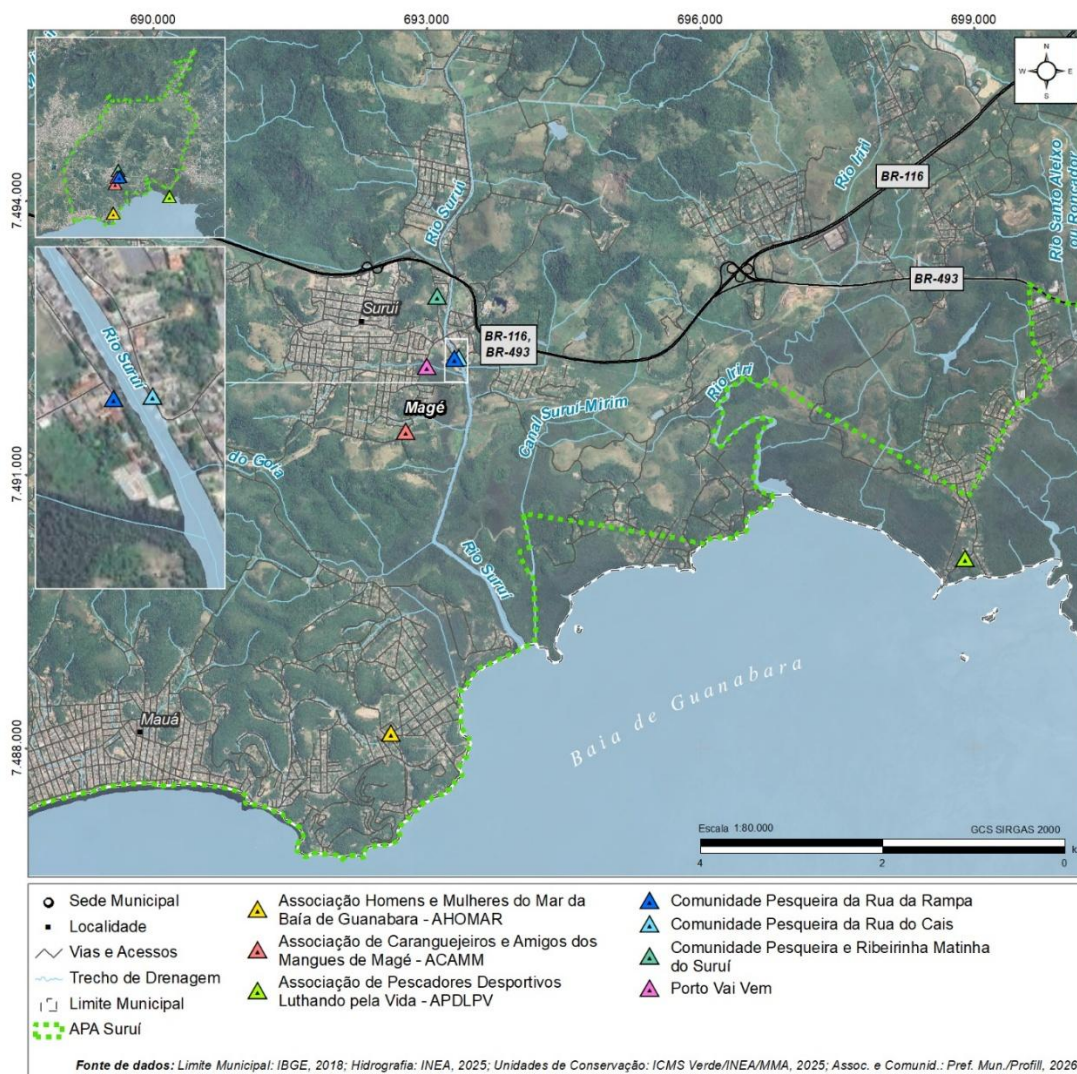 690.000
693.000
696.000
699.000
7.494.000
7.491.000
7.488.000
N
W E
S
Rio Suruí
Rio Iriri
BR-116
Rio Santo Aleixo
ou Roncador
BR-493
Suruí
BR-116,
BR-493
Rio Suruí
Magé
Canal Suruí-Mirim
Rio Iriri
do Goia
Rio Suruí
Baia de Guanabara
Mauá
Escala 1:80.000
GCS SIRGAS 2000
4 2 0
Sede Municipal
Localidade
Vias e Acessos
Trecho de Drenagem
Limite Municipal
APA Suruí
Associação Homens e Mulheres do Mar da
Baía de Guanabara - AHOMAR
Associação de Caranguejeiros e Amigos dos
Mangues de Magé - ACAMM
Associação de Pescadores Desportivos
Luthando pela Vida - APDLPV
Comunidade Pesqueira da Rua da Rampa
Comunidade Pesqueira da Rua do Cais
Comunidade Pesqueira e Ribeirinha Matinha
do Suruí
Porto Vai Vem
Fonte de dados: Limite Municipal: IBGE, 2018; Hidrografia: INEA, 2025; Unidades de Conservação: ICMS Verde/INEA/MMA, 2025; Assoc. e Comunid.: Pref. Mun./Profill, 2026